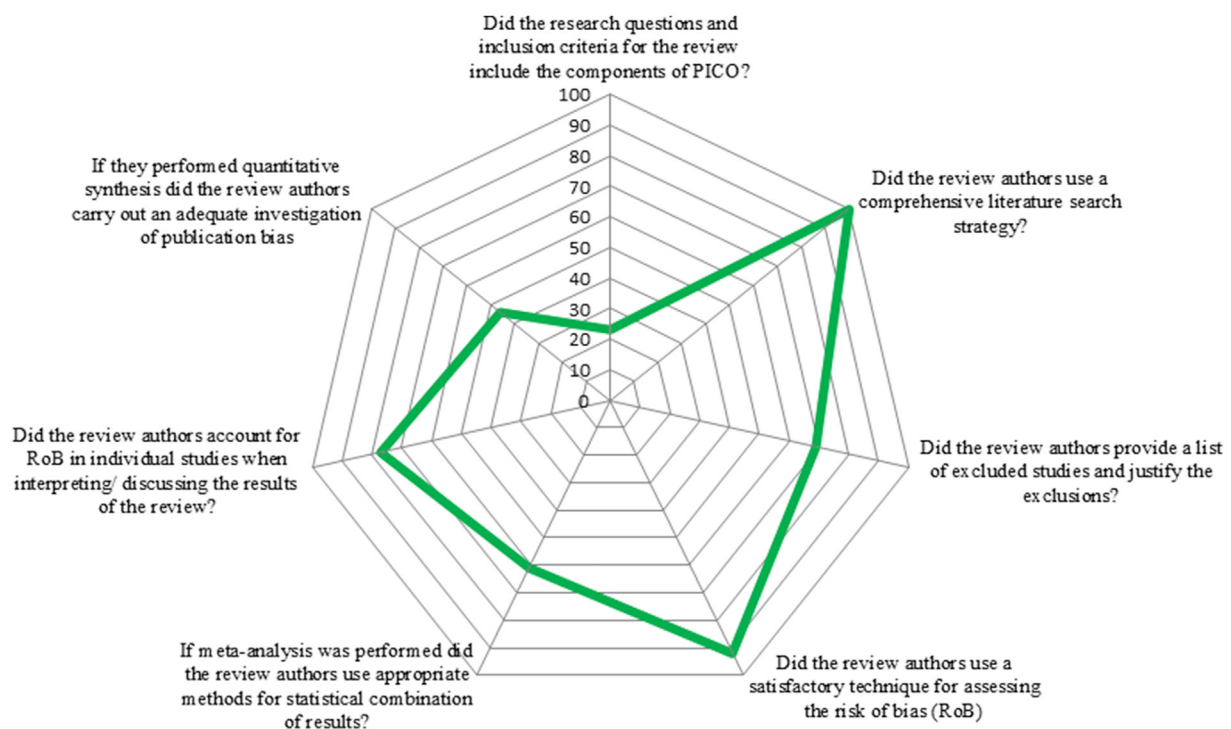 Did the research questions and
inclusion criteria for the review
include the components of PICO?
100
90
80
70
60
50
40
30
20
10
0
Did the review authors use a
comprehensive literature search
strategy?
Did the review authors provide a list
of excluded studies and justify the
exclusions?
Did the review authors use a
satisfactory technique for assessing
the risk of bias (RoB)
If meta-analysis was performed did
the review authors use appropriate
methods for statistical combination
of results?
Did the review authors account for
RoB in individual studies when
interpreting/ discussing the results
of the review?
If they performed quantitative
synthesis did the review authors
carry out an adequate investigation
of publication bias